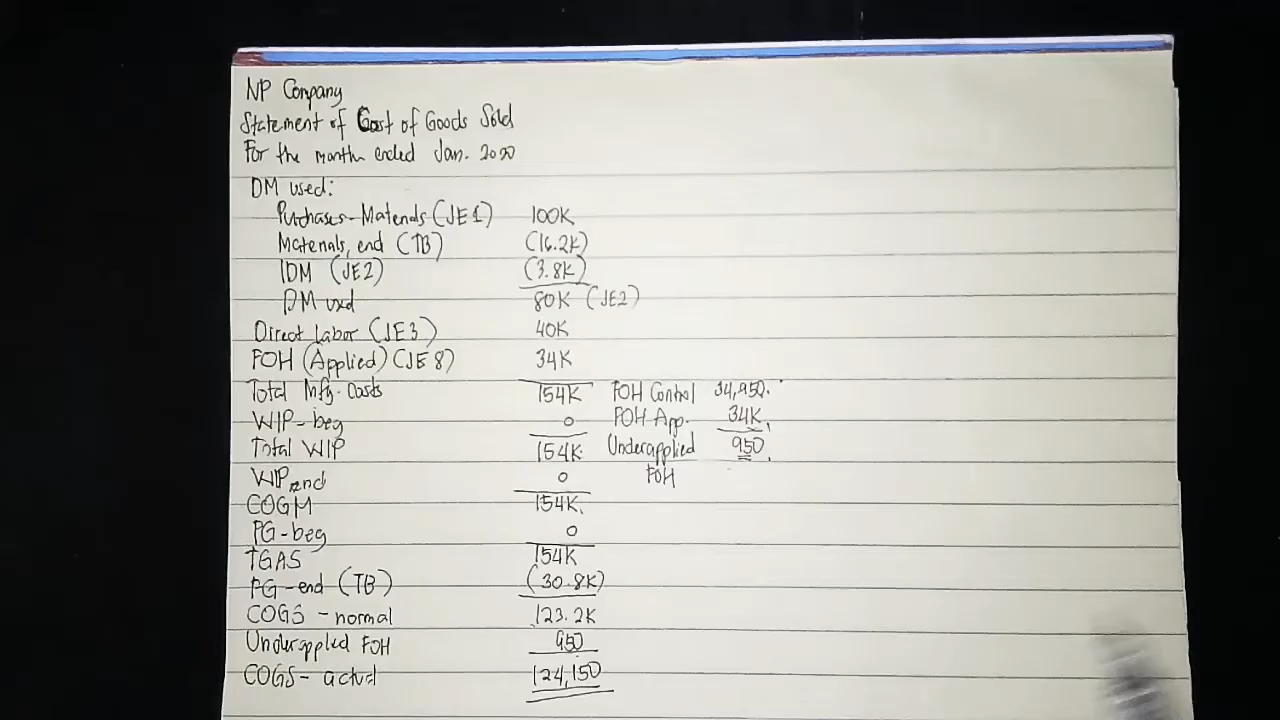 NP Company
Statement of Cost of Goods Sold
For the month ended Jan. 2020
DM used:
Purchases-Materials (JE1) 100K
Materials, end (TB) (16.2K)
IDM (JE2) (3.8K)
DM used 80K (JE2)
Direct Labor (JE3) 40K
FOH (Applied) (JE8) 34K
Total Mfg. Costs 154K FOH Control 34,950.
WIP-beg 0 FOH App. 34K
Total WIP 154K Underapplied 950
WIP, end 0 FOH
COGM 154K
FG-beg 0
TGAS 154K
FG-end (TB) (30.8K)
COGS - normal 123.2K
Underapplied FOH 950
COGS - actual 124,150